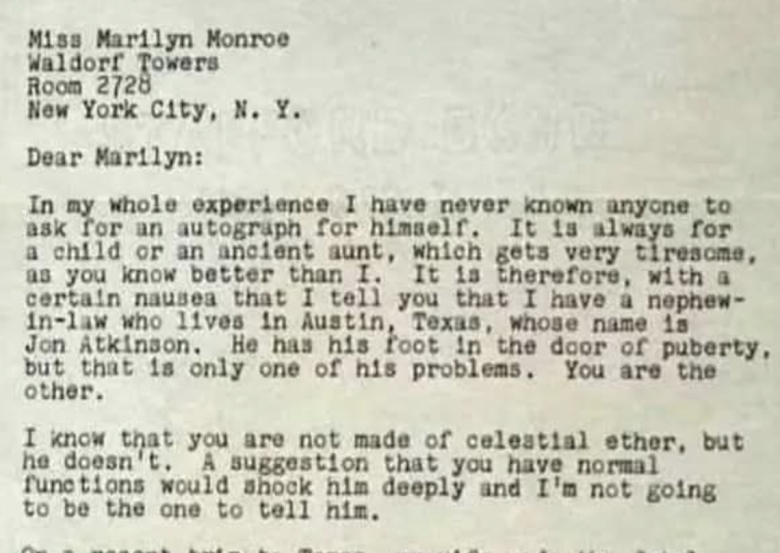 Miss Marilyn Monroe
Waldorf Towers
Room 2728
New York City, N. Y.
Dear Marilyn:
In my whole experience I have never known anyone to
ask for an autograph for himself. It is always for
a child or an ancient aunt, which gets very tiresome,
as you know better than I. It is therefore, with a
certain nausea that I tell you that I have a nephew-
in-law who lives in Austin, Texas, whose name is
Jon Atkinson. He has his foot in the door of puberty,
but that is only one of his problems. You are the
other.
I know that you are not made of celestial ether, but
he doesn't. A suggestion that you have normal
functions would shock him deeply and I'm not going
to be the one to tell him.